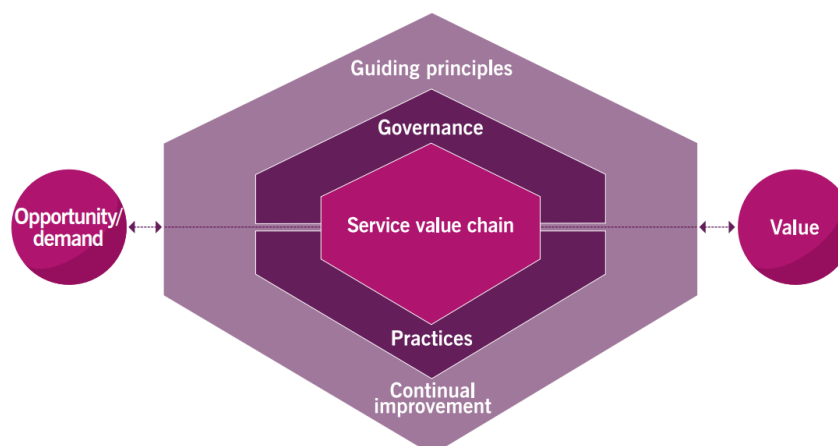 Guiding principles
Governance
Opportunity/
demand
Service value chain
Value
Practices
Continual
improvement